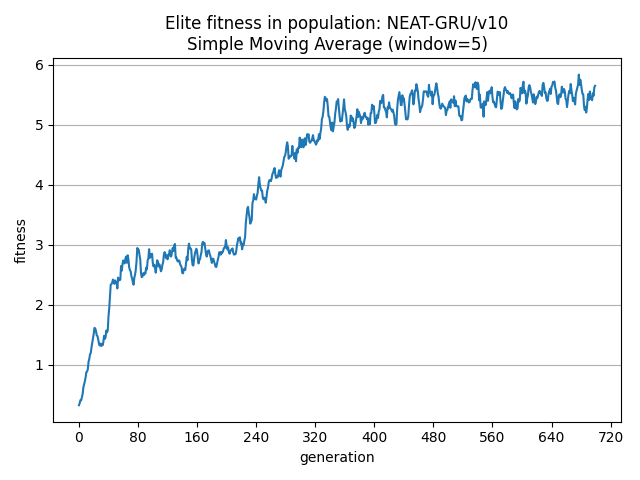 Elite fitness in population: NEAT-GRU/v10
Simple Moving Average (window=5)
fitness
6
5
4
3
2
1
0 80 160 240 320 400 480 560 640 720
generation